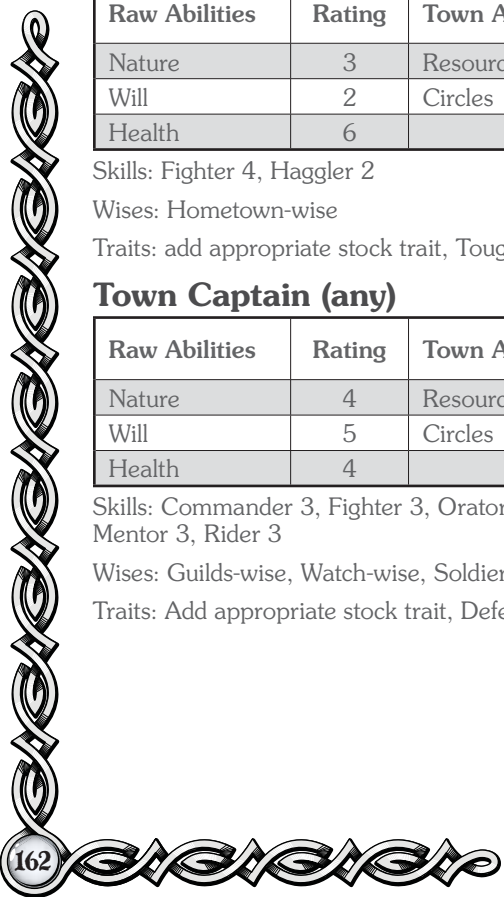 Raw Abilities Rating Town A
Nature 3 Resourc
Will 2 Circles
Health 6
Skills: Fighter 4, Haggler 2
Wises: Hometown-wise
Traits: add appropriate stock trait, Toug
Town Captain (any)
Raw Abilities Rating Town A
Nature 4 Resourc
Will 5 Circles
Health 4
Skills: Commander 3, Fighter 3, Orator
Mentor 3, Rider 3
Wises: Guilds-wise, Watch-wise, Soldier
Traits: Add appropriate stock trait, Defe
162